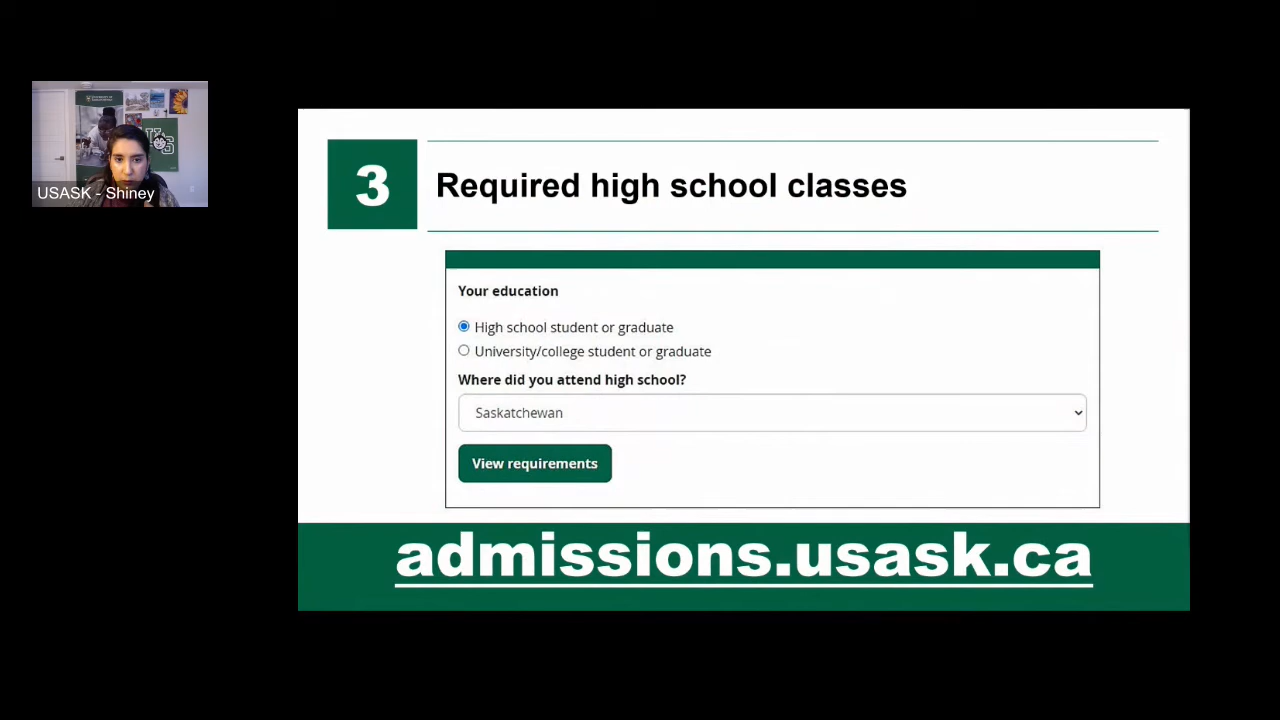 USASK - Shiney
3
Required high school classes
Your education
High school student or graduate
University/college student or graduate
Where did you attend high school?
Saskatchewan
View requirements
admissions.usask.ca